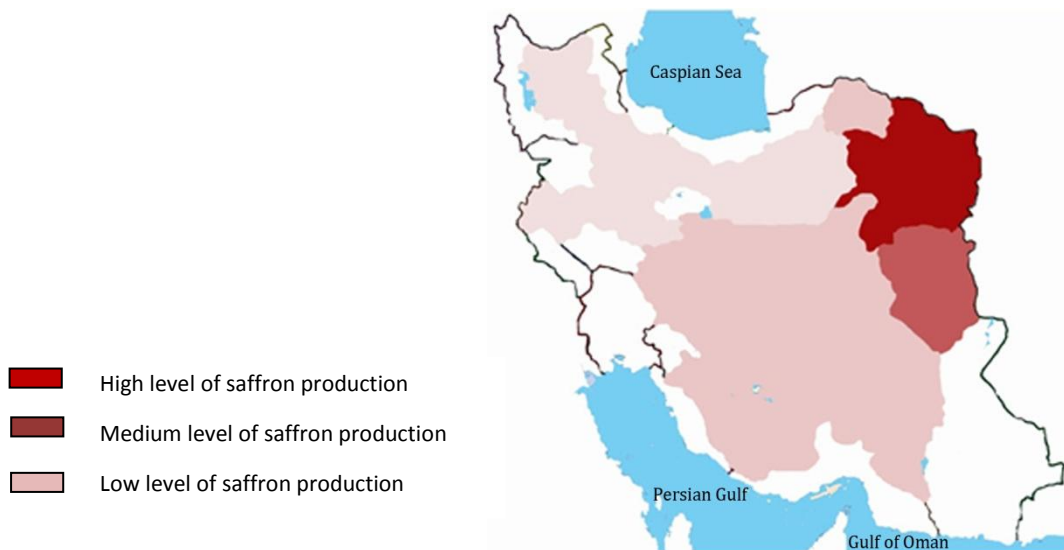 Caspian Sea
High level of saffron production
Medium level of saffron production
Low level of saffron production
Persian Gulf
Gulf of Oman